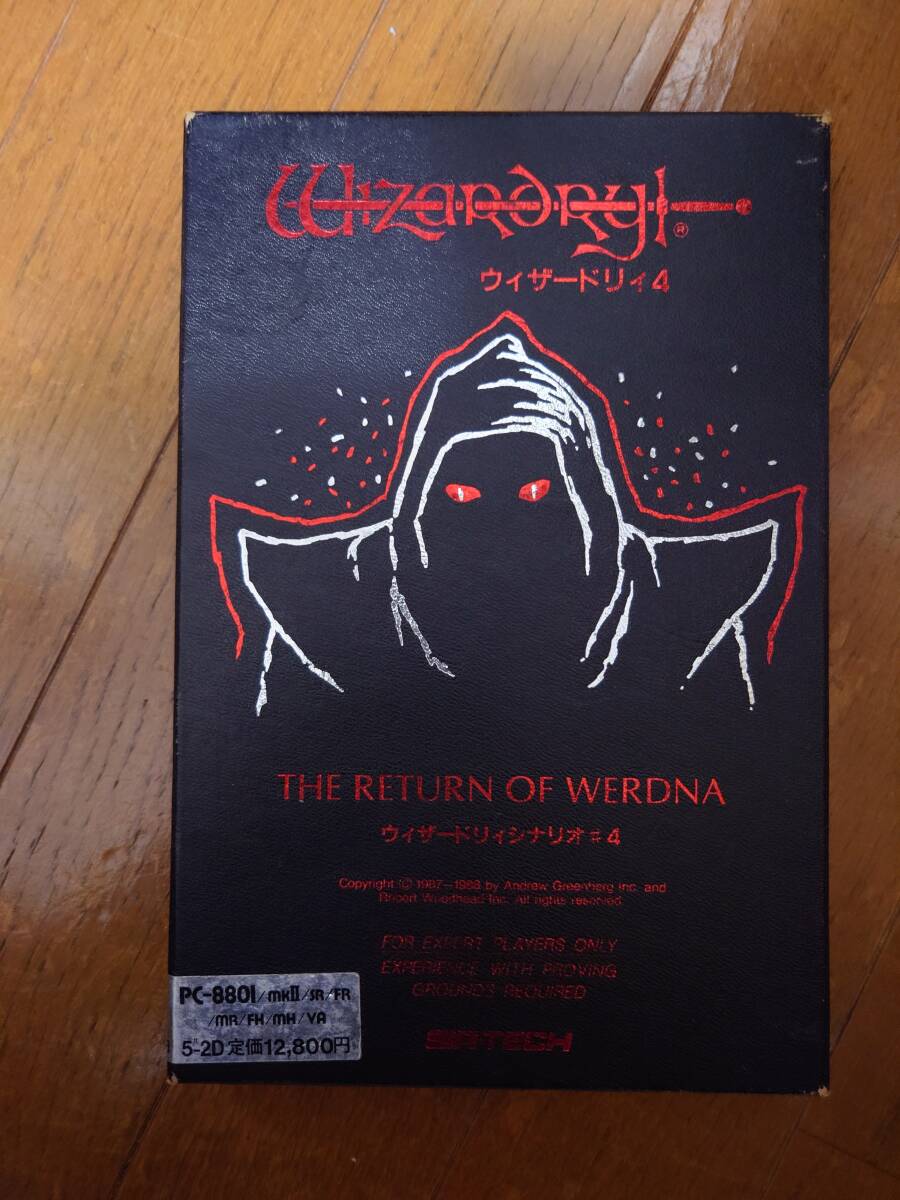 Wizardry
®
ウィザードリィ4
THE RETURN OF WERDNA
ウィザードリィシナリオ#4
Copyright © 1987–1988 by Andrew Greenberg Inc. and
Robert Woodhead Inc. All rights reserved.
FOR EXPERT PLAYERS ONLY
EXPERIENCE WITH PROVING
GROUNDS REQUIRED
SIRTECH
PC-8801/mkII/SR/FR
/MR/FH/MH/VA
5"-2D定価12,800円